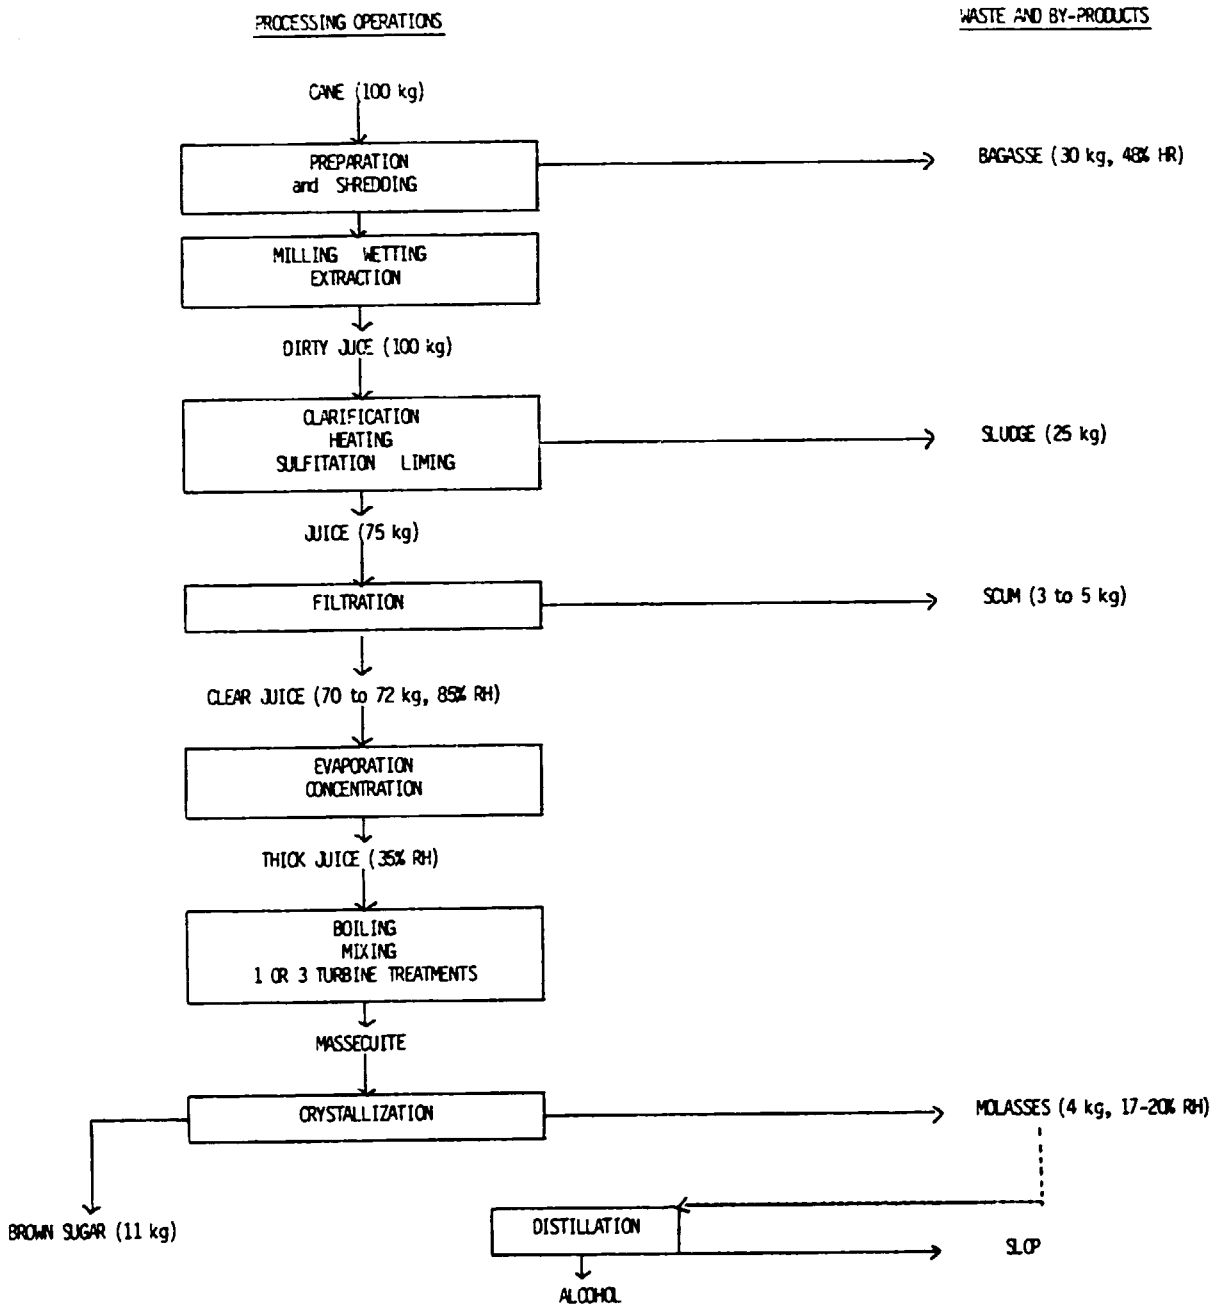 PROCESSING OPERATIONS
WASTE AND BY-PRODUCTS
CANE (100 kg)
PREPARATION
and SHREDDING
BAGASSE (30 kg, 48% HR)
MILLING WETTING
EXTRACTION
DIRTY JUCE (100 kg)
CLARIFICATION
HEATING
SULFITATION LIMING
SLUDGE (25 kg)
JUICE (75 kg)
FILTRATION
SCUM (3 to 5 kg)
CLEAR JUICE (70 to 72 kg, 85% RH)
EVAPORATION
CONCENTRATION
THICK JUICE (35% RH)
BOILING
MIXING
1 OR 3 TURBINE TREATMENTS
MASSECUITE
CRYSTALLIZATION
MOLASSES (4 kg, 17-20% RH)
BROWN SUGAR (11 kg)
DISTILLATION
SLOP
ALCOHOL